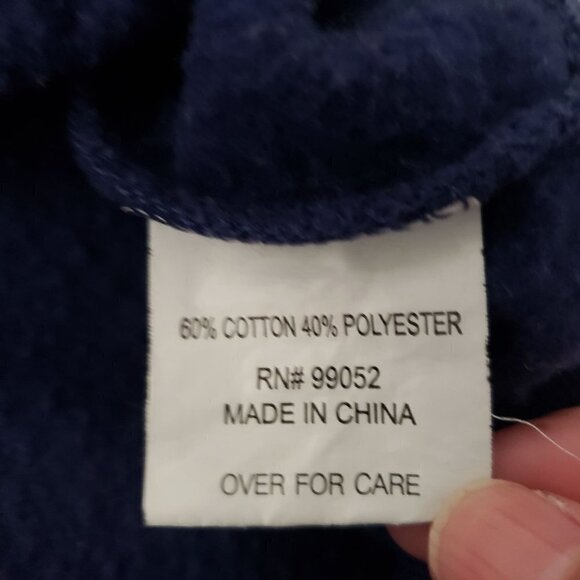 60% COTTON 40% POLYESTER
RN# 99052
MADE IN CHINA
OVER FOR CARE